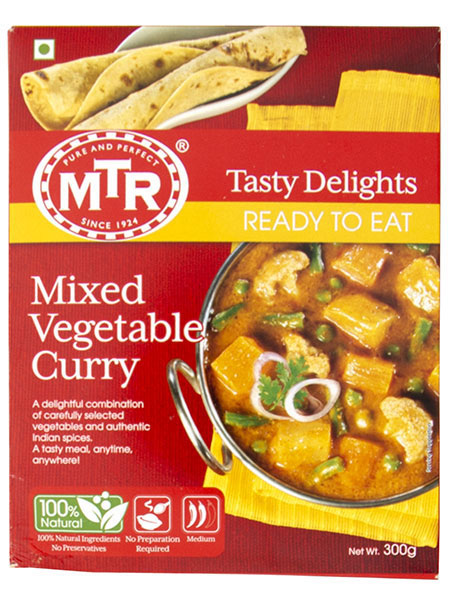 PURE AND PERFECT
MTR®
SINCE 1924
Tasty Delights
READY TO EAT
Mixed
Vegetable
Curry
A delightful combination
of carefully selected
vegetables and authentic
Indian spices.
A tasty meal, anytime,
anywhere!
100%
Natural
100% Natural Ingredients
No Preservatives
No Preparation
Required
Medium
Net Wt. 300g